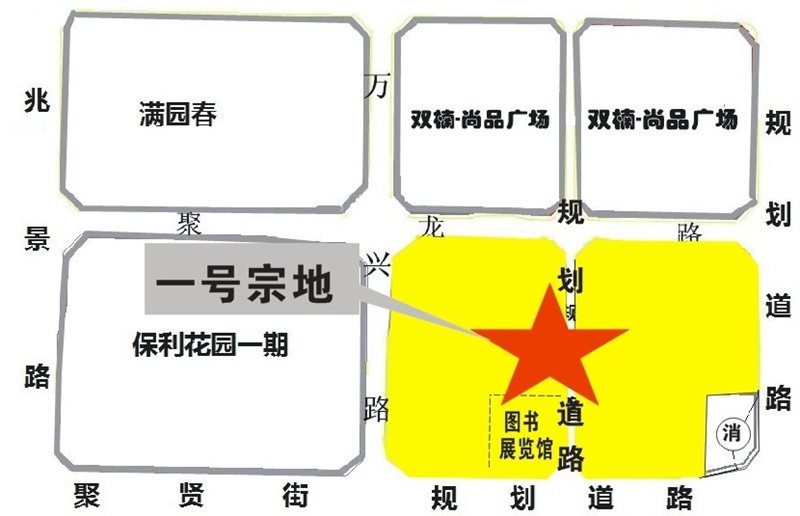 兆景路
满园春
万兴路
双楠·尚品广场
双楠·尚品广场
规划道路
聚龙路
规划道路
一号宗地
保利花园一期
规
图书
展览馆
消
聚贤街
规划道路